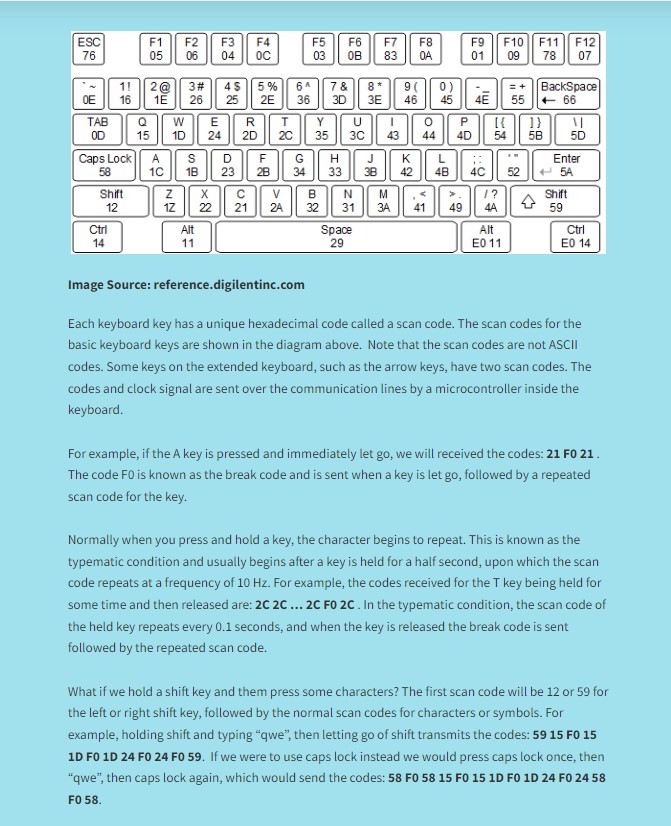 ESC F1 F2 F3 F4 F5 F6 F7 F8 F9 F10 F11 F12
76 05 06 04 0C 03 0B 83 0A 01 09 78 07
` ~ 1! 2@ 3# 4$ 5% 6^ 7& 8* 9( 0) -_ =+ BackSpace
0E 16 1E 26 25 2E 36 3D 3E 46 45 4E 55 ← 66
TAB Q W E R T Y U I O P [{ ]} \|
0D 15 1D 24 2D 2C 35 3C 43 44 4D 54 5B 5D
Caps Lock A S D F G H J K L ;: '" Enter
58 1C 1B 23 2B 34 33 3B 42 4B 4C 52 ↵ 5A
Shift Z X C V B N M ,< >. /? ⇧ Shift
12 1Z 22 21 2A 32 31 3A 41 49 4A 59
Ctrl Alt Space Alt Ctrl
14 11 29 E0 11 E0 14
Image Source: reference.digilentinc.com
Each keyboard key has a unique hexadecimal code called a scan code. The scan codes for the
basic keyboard keys are shown in the diagram above. Note that the scan codes are not ASCII
codes. Some keys on the extended keyboard, such as the arrow keys, have two scan codes. The
codes and clock signal are sent over the communication lines by a microcontroller inside the
keyboard.
For example, if the A key is pressed and immediately let go, we will received the codes: 21 F0 21 .
The code F0 is known as the break code and is sent when a key is let go, followed by a repeated
scan code for the key.
Normally when you press and hold a key, the character begins to repeat. This is known as the
typematic condition and usually begins after a key is held for a half second, upon which the scan
code repeats at a frequency of 10 Hz. For example, the codes received for the T key being held for
some time and then released are: 2C 2C ... 2C F0 2C . In the typematic condition, the scan code of
the held key repeats every 0.1 seconds, and when the key is released the break code is sent
followed by the repeated scan code.
What if we hold a shift key and them press some characters? The first scan code will be 12 or 59 for
the left or right shift key, followed by the normal scan codes for characters or symbols. For
example, holding shift and typing “qwe”, then letting go of shift transmits the codes: 59 15 F0 15
1D F0 1D 24 F0 24 F0 59. If we were to use caps lock instead we would press caps lock once, then
“qwe”, then caps lock again, which would send the codes: 58 F0 58 15 F0 15 1D F0 1D 24 F0 24 58
F0 58.